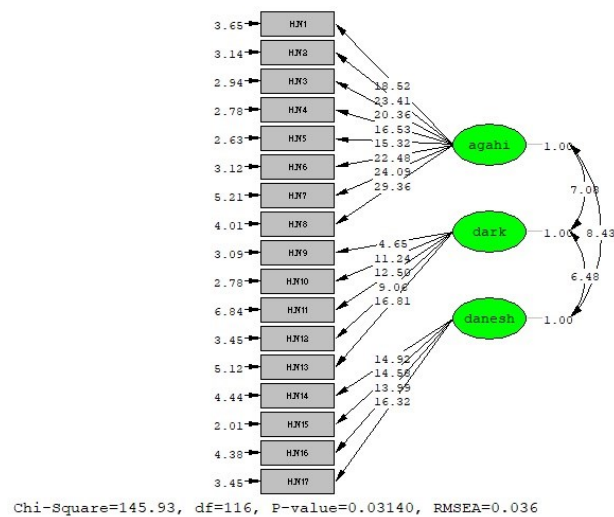 3.65 HJN1
3.14 HJN2
2.94 HJN3
2.78 HJN4
2.63 HJN5
3.12 HJN6
5.21 HJN7
4.01 HJN8
3.09 HJN9
2.78 HJN10
6.84 HJN11
3.45 HJN12
5.12 HJN13
4.44 HJN14
2.01 HJN15
4.38 HJN16
3.45 HJN17
18.52
23.41
20.36
16.53
15.32
22.48
24.09
29.36
4.65
11.24
12.50
9.06
16.81
14.92
14.58
13.99
16.32
agahi 1.00
dark 1.00
danesh 1.00
7.08
8.43
6.48
Chi-Square=145.93, df=116, P-value=0.03140, RMSEA=0.036